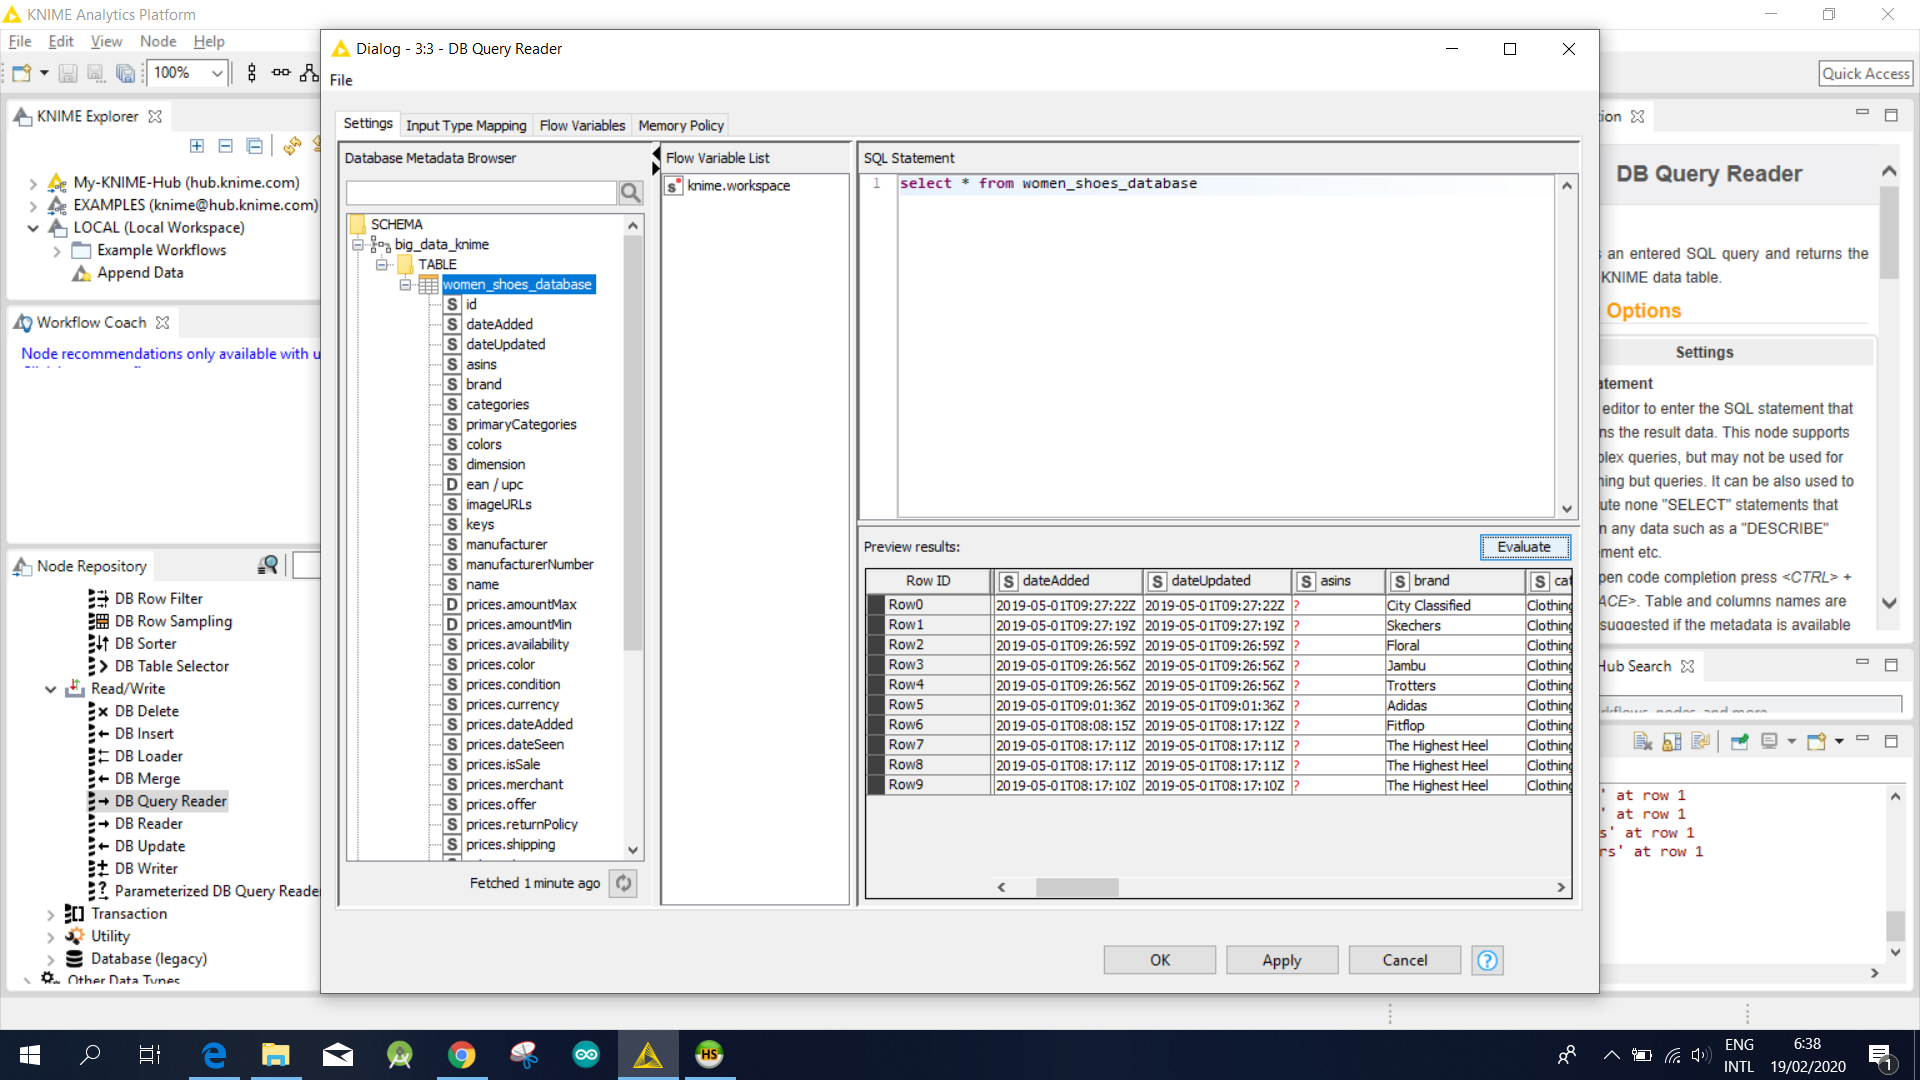 KNIME Analytics Platform
File Edit View Node Help
100%
Quick Access
KNIME Explorer
My-KNIME-Hub (hub.knime.com)
EXAMPLES (knime@hub.knime.com)
LOCAL (Local Workspace)
Example Workflows
Append Data
Workflow Coach
Node recommendations only available with u
Node Repository
DB Row Filter
DB Row Sampling
DB Sorter
DB Table Selector
Read/Write
DB Delete
DB Insert
DB Loader
DB Merge
DB Query Reader
DB Reader
DB Update
DB Writer
Parameterized DB Query Reade
Transaction
Utility
Database (legacy)
Other Data Types
Dialog - 3:3 - DB Query Reader
File
Settings Input Type Mapping Flow Variables Memory Policy
Database Metadata Browser
SCHEMA
big_data_knime
TABLE
women_shoes_database
S id
S dateAdded
S dateUpdated
S asins
S brand
S categories
S primaryCategories
S colors
S dimension
D ean / upc
S imageURLs
S keys
S manufacturer
S manufacturerNumber
S name
D prices.amountMax
D prices.amountMin
S prices.availability
S prices.color
S prices.condition
S prices.currency
S prices.dateAdded
S prices.dateSeen
S prices.isSale
S prices.merchant
S prices.offer
S prices.returnPolicy
S prices.shipping
Fetched 1 minute ago
Flow Variable List
s knime.workspace
SQL Statement
1 select * from women_shoes_database
Preview results:
Evaluate
Row ID S dateAdded S dateUpdated S asins S brand S cat
Row0 2019-05-01T09:27:22Z 2019-05-01T09:27:22Z ? City Classified Clothing
Row1 2019-05-01T09:27:19Z 2019-05-01T09:27:19Z ? Skechers Clothing
Row2 2019-05-01T09:26:59Z 2019-05-01T09:26:59Z ? Floral Clothing
Row3 2019-05-01T09:26:56Z 2019-05-01T09:26:56Z ? Jambu Clothing
Row4 2019-05-01T09:26:56Z 2019-05-01T09:26:56Z ? Trotters Clothing
Row5 2019-05-01T09:01:36Z 2019-05-01T09:01:36Z ? Adidas Clothing
Row6 2019-05-01T08:08:15Z 2019-05-01T08:17:12Z ? Fitflop Clothing
Row7 2019-05-01T08:17:11Z 2019-05-01T08:17:11Z ? The Highest Heel Clothing
Row8 2019-05-01T08:17:11Z 2019-05-01T08:17:11Z ? The Highest Heel Clothing
Row9 2019-05-01T08:17:10Z 2019-05-01T08:17:10Z ? The Highest Heel Clothing
OK Apply Cancel
tion
DB Query Reader
s an entered SQL query and returns the
KNIME data table.
Options
Settings
atement
editor to enter the SQL statement that
ns the result data. This node supports
plex queries, but may not be used for
ning but queries. It can be also used to
ute none "SELECT" statements that
n any data such as a "DESCRIBE"
ment etc.
pen code completion press <CTRL> +
ACE>. Table and columns names are
suggested if the metadata is available
Hub Search
' at row 1
' at row 1
s' at row 1
rs' at row 1
HS
ENG
INTL
6:38
19/02/2020
1